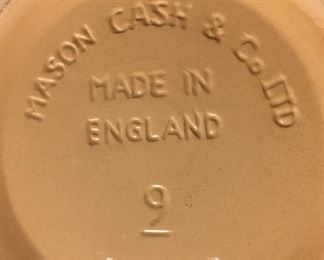 MASON CASH & Co. LTD
MADE IN
ENGLAND
9